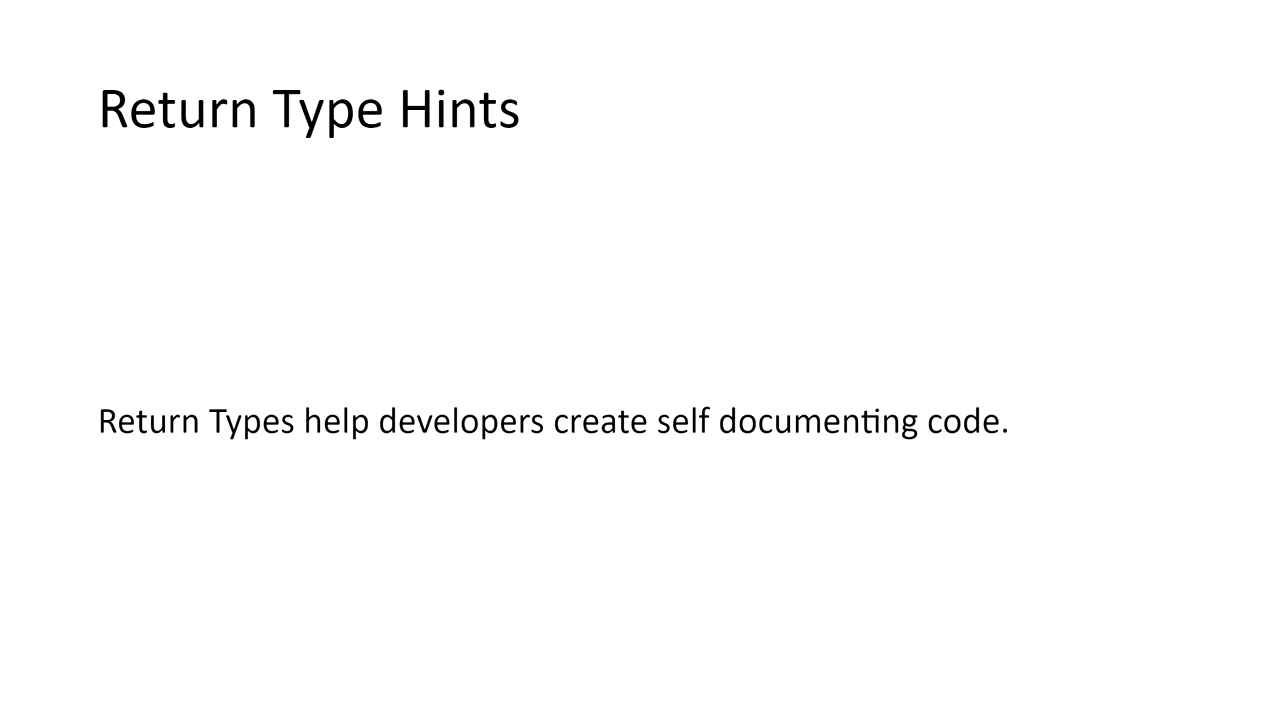 Return Type Hints
Return Types help developers create self documenting code.